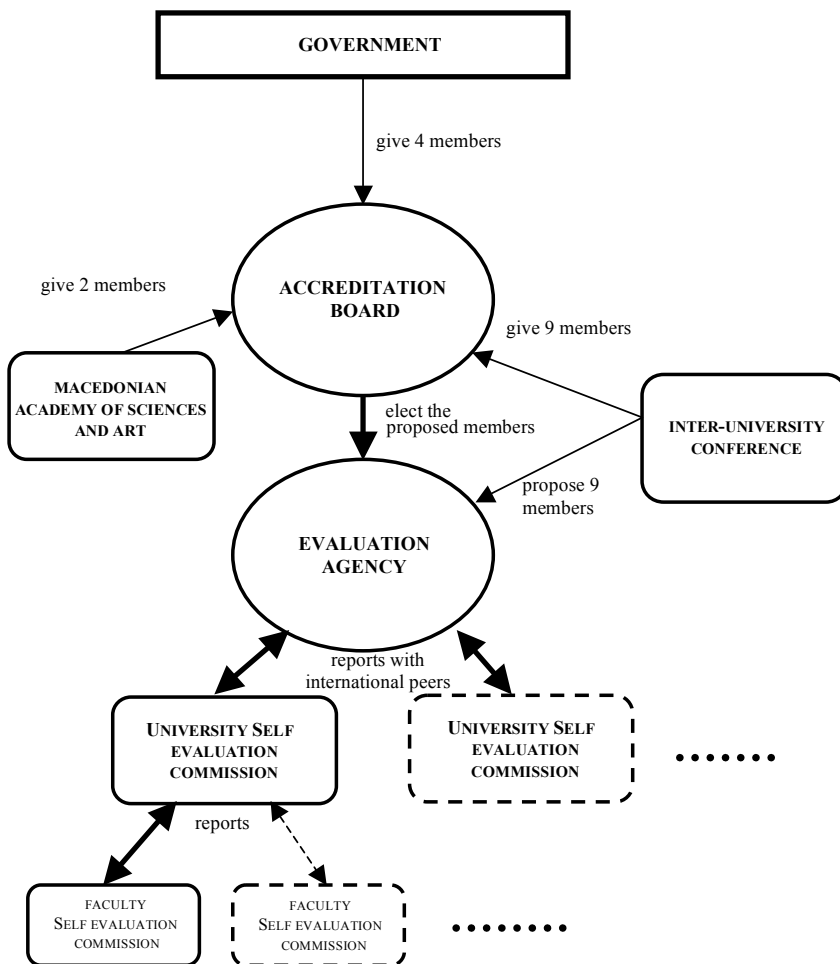 GOVERNMENT
give 4 members
give 2 members
ACCREDITATION
BOARD
give 9 members
MACEDONIAN
ACADEMY OF SCIENCES
AND ART
elect the
proposed members
INTER-UNIVERSITY
CONFERENCE
propose 9
members
EVALUATION
AGENCY
reports with
international peers
UNIVERSITY SELF
EVALUATION
COMMISSION
UNIVERSITY SELF
EVALUATION
COMMISSION
.......
reports
FACULTY
SELF EVALUATION
COMMISSION
FACULTY
SELF EVALUATION
COMMISSION
........